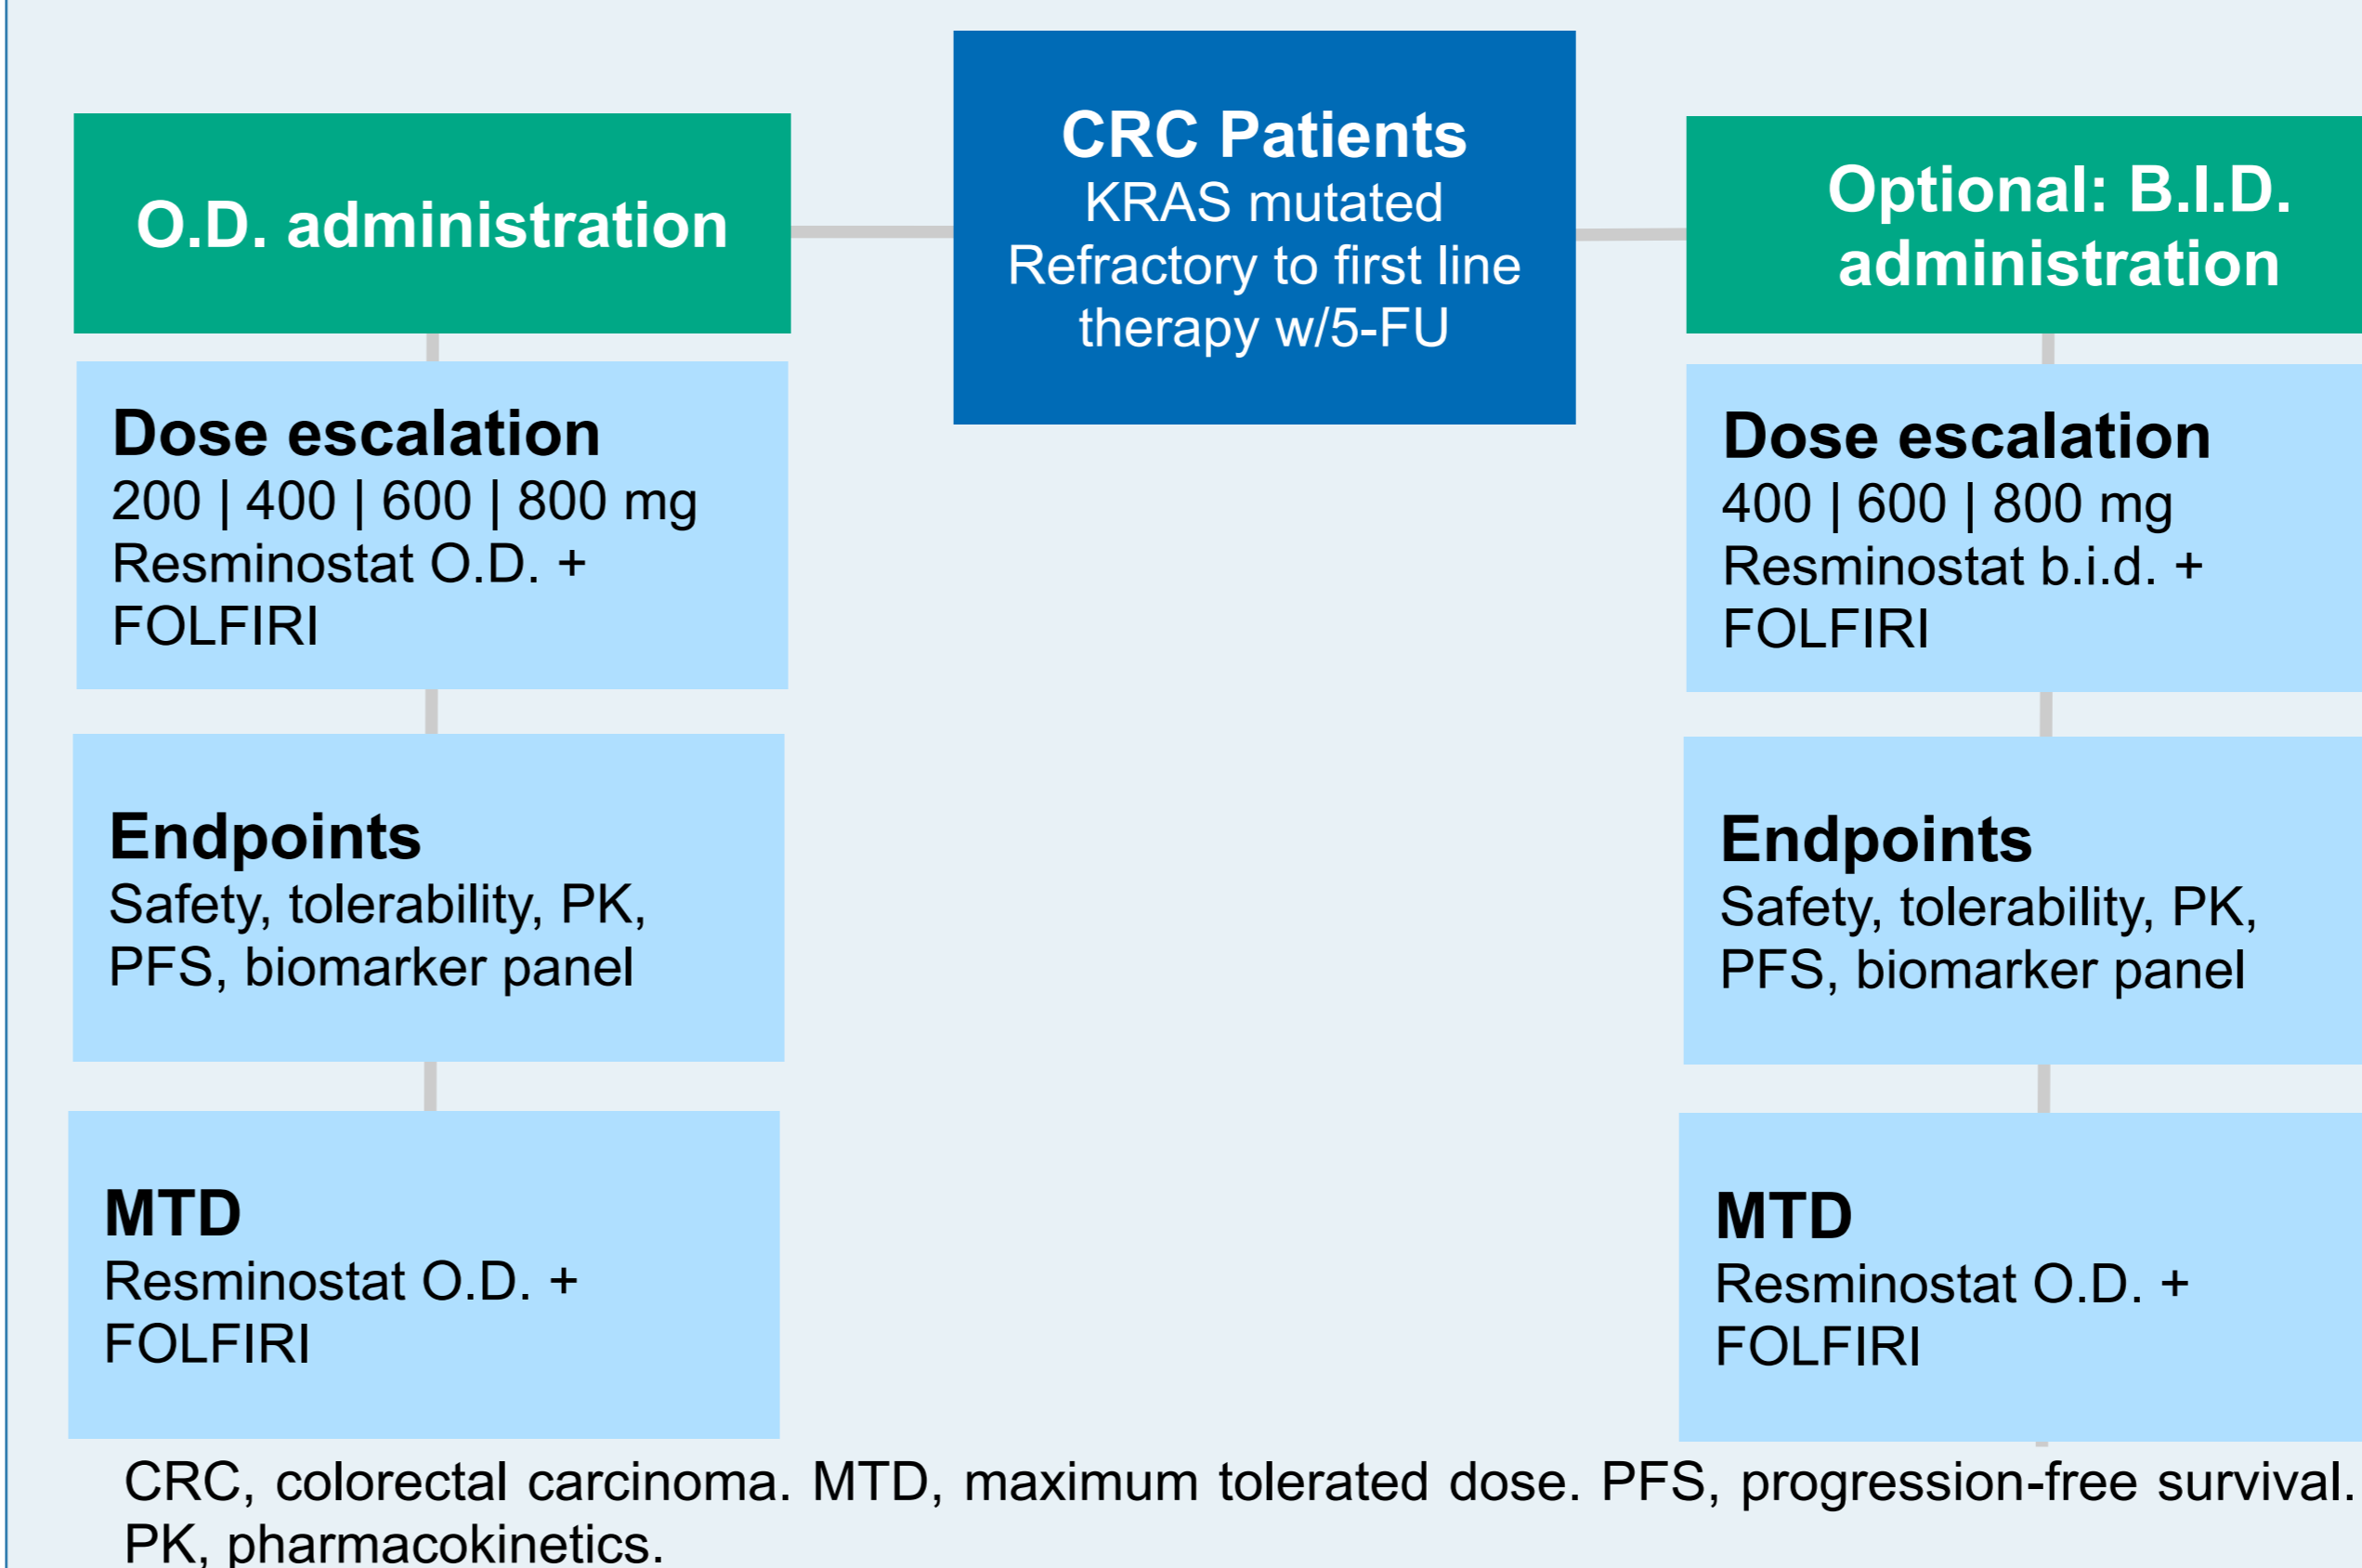 CRC Patients
KRAS mutated
Refractory to first line
therapy w/5-FU
O.D. administration
Dose escalation
200 | 400 | 600 | 800 mg
Resminostat O.D. +
FOLFIRI
Endpoints
Safety, tolerability, PK,
PFS, biomarker panel
MTD
Resminostat O.D. +
FOLFIRI
Optional: B.I.D.
administration
Dose escalation
400 | 600 | 800 mg
Resminostat b.i.d. +
FOLFIRI
Endpoints
Safety, tolerability, PK,
PFS, biomarker panel
MTD
Resminostat O.D. +
FOLFIRI
CRC, colorectal carcinoma. MTD, maximum tolerated dose. PFS, progression-free survival.
PK, pharmacokinetics.